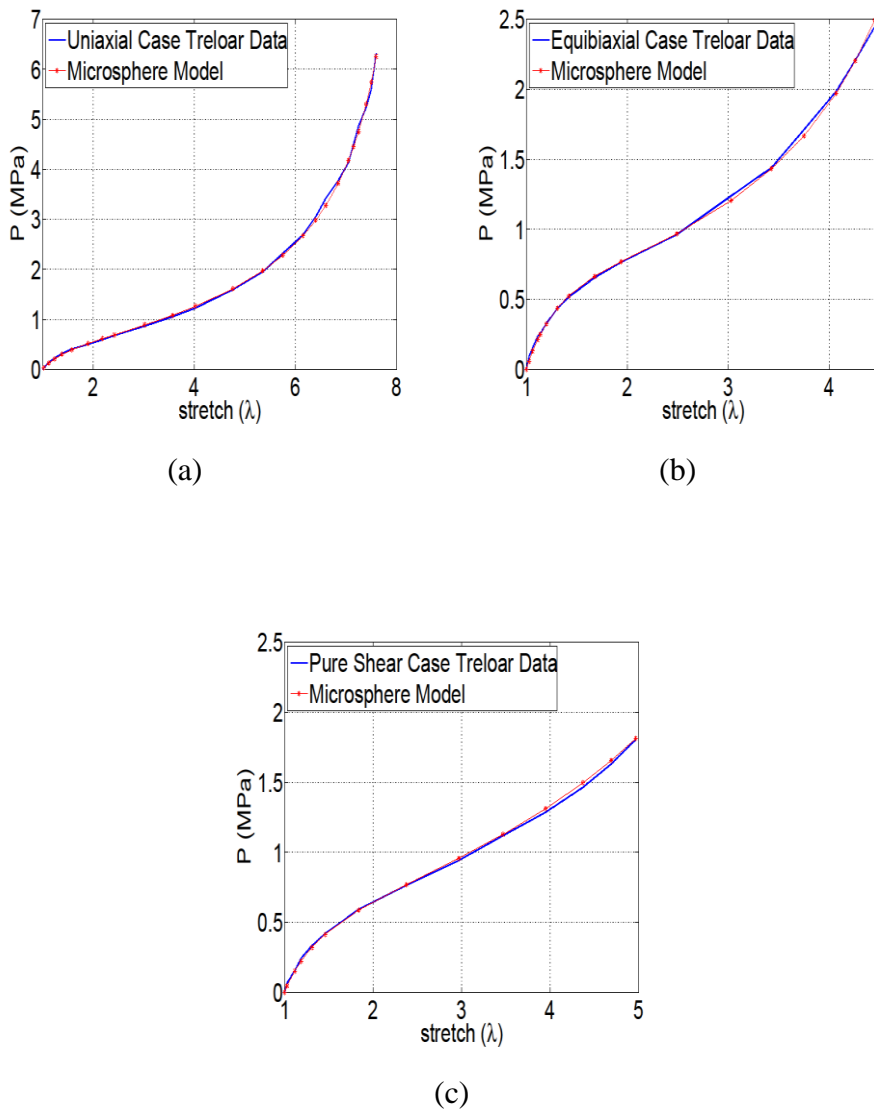 7
6
5
4
3
2
1
0
P (MPa)
Uniaxial Case Treloar Data
Microsphere Model
2 4 6 8
stretch (λ)
(a)
2.5
2
1.5
1
0.5
0
P (MPa)
Equibiaxial Case Treloar Data
Microsphere Model
1 2 3 4
stretch (λ)
(b)
2.5
2
1.5
1
0.5
0
P (MPa)
Pure Shear Case Treloar Data
Microsphere Model
1 2 3 4 5
stretch (λ)
(c)